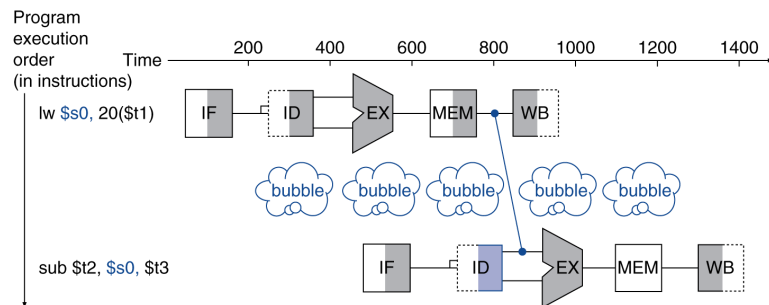 Program
execution
order
(in instructions)
Time
200 400 600 800 1000 1200 1400
lw $s0, 20($t1)
IF ID EX MEM WB
bubble bubble bubble bubble bubble
sub $t2, $s0, $t3
IF ID EX MEM WB